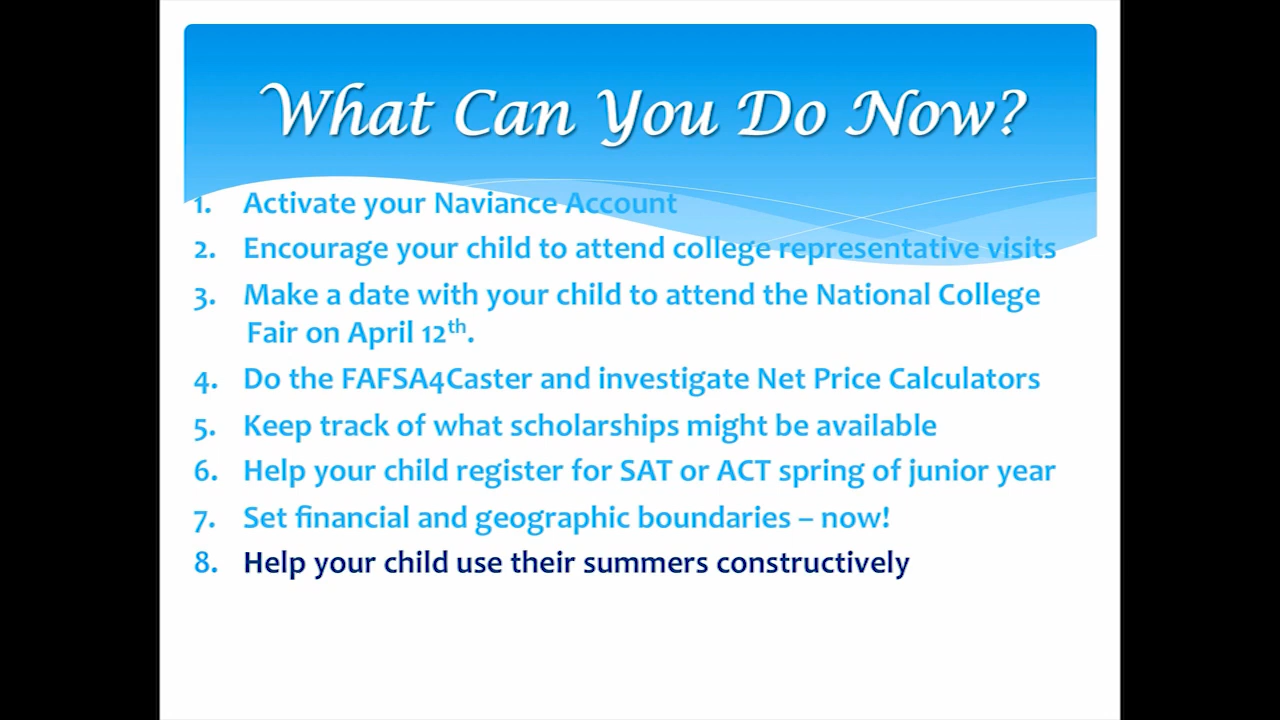 What Can You Do Now?
1. Activate your Naviance Account
2. Encourage your child to attend college representative visits
3. Make a date with your child to attend the National College
Fair on April 12th.
4. Do the FAFSA4Caster and investigate Net Price Calculators
5. Keep track of what scholarships might be available
6. Help your child register for SAT or ACT spring of junior year
7. Set financial and geographic boundaries – now!
8. Help your child use their summers constructively